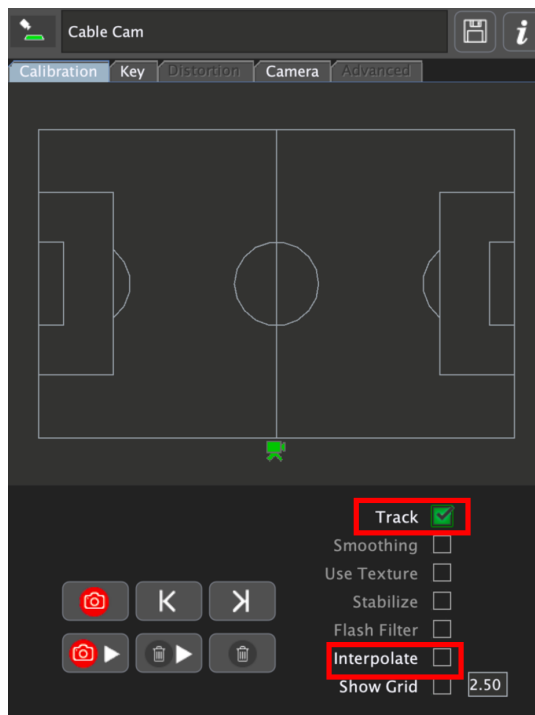 Cable Cam
i
Calibration Key Distortion Camera Advanced
Track
Smoothing
Use Texture
Stabilize
Flash Filter
Interpolate
Show Grid 2.50